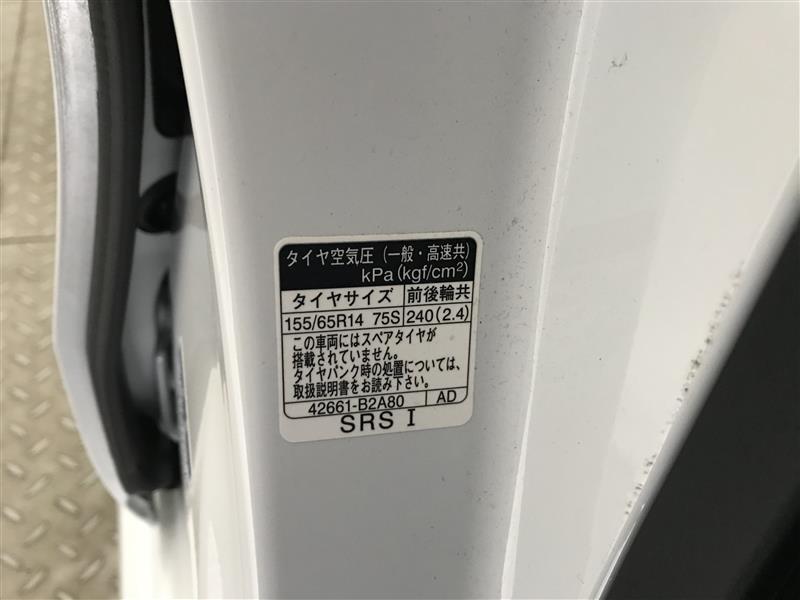 タイヤ空気圧 (一般・高速共)
kPa(kgf/cm²)
タイヤサイズ 前後輪共
155/65R14 75S 240(2.4)
この車両にはスペアタイヤが
搭載されていません。
タイヤパンク時の処置については、
取扱説明書をお読み下さい。
42661-B2A80 AD
SRS I